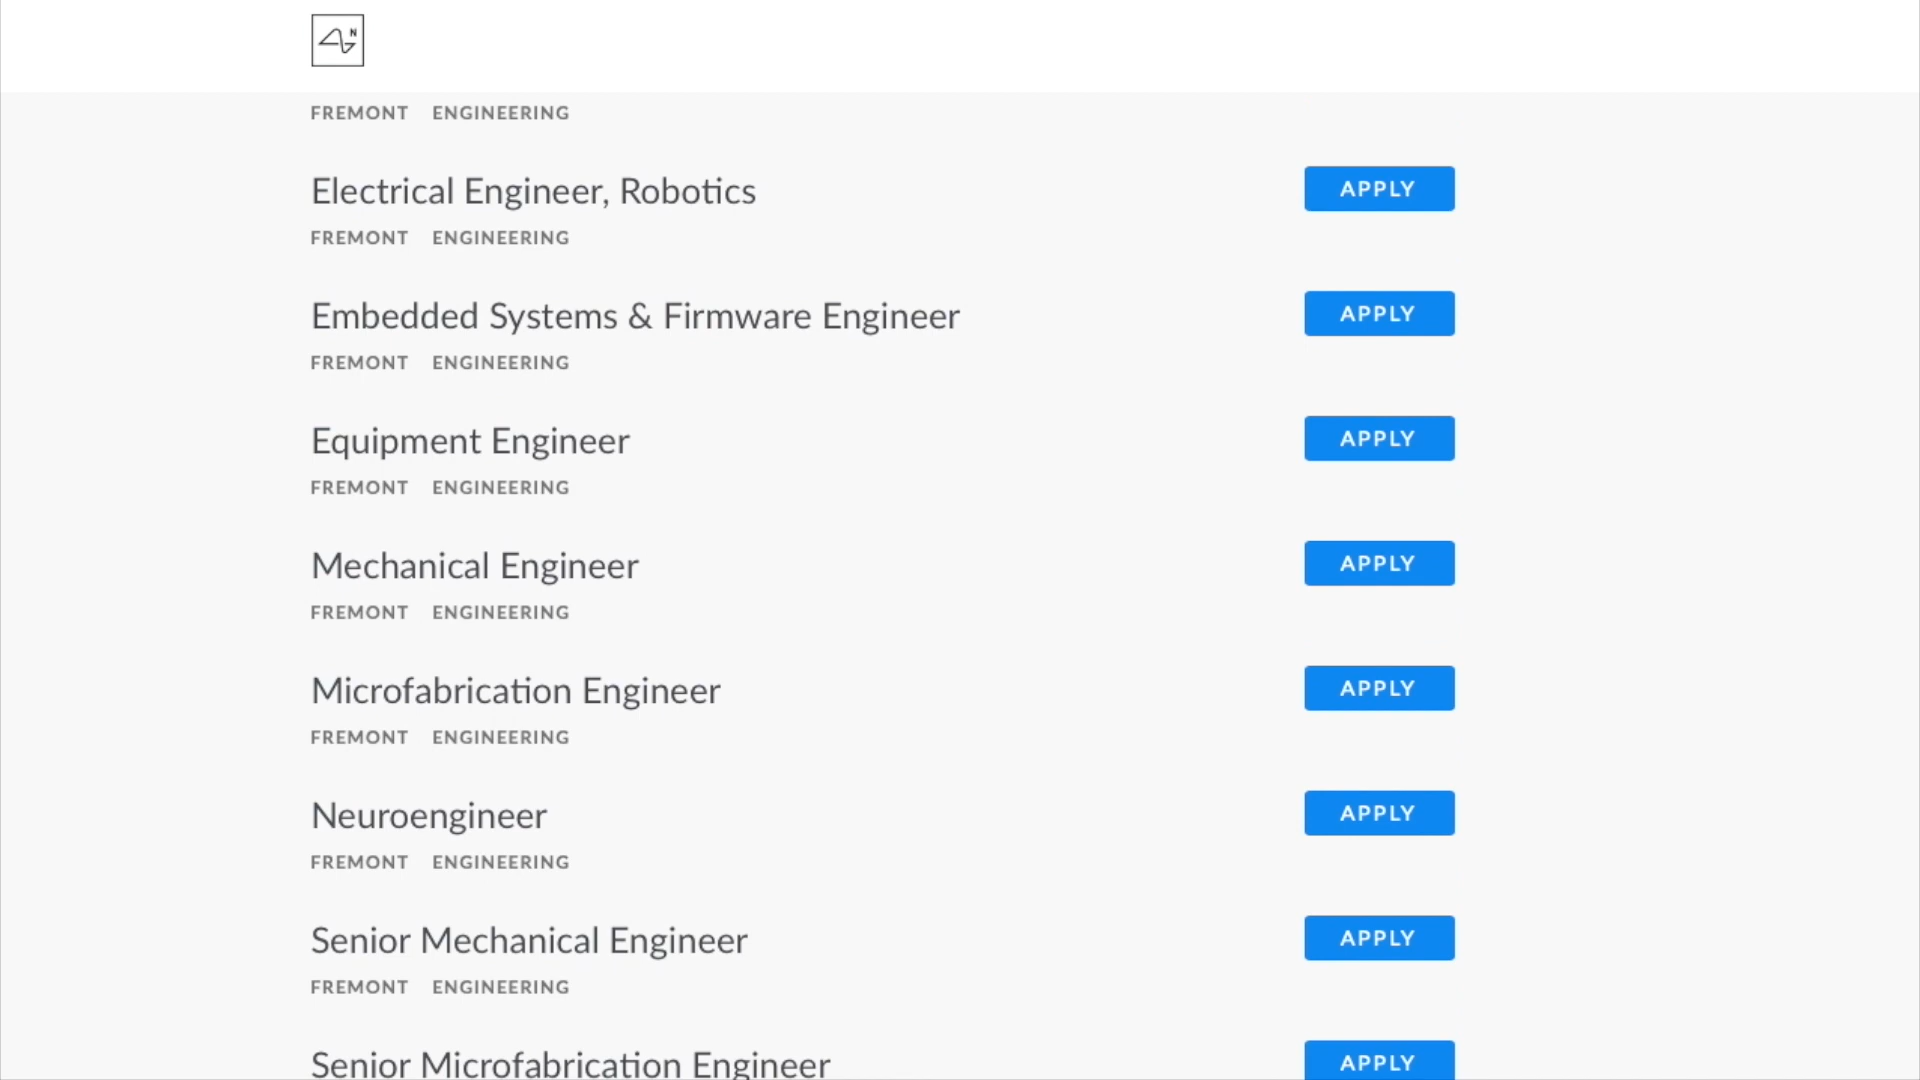 N
FREMONT ENGINEERING
Electrical Engineer, Robotics APPLY
FREMONT ENGINEERING
Embedded Systems & Firmware Engineer APPLY
FREMONT ENGINEERING
Equipment Engineer APPLY
FREMONT ENGINEERING
Mechanical Engineer APPLY
FREMONT ENGINEERING
Microfabrication Engineer APPLY
FREMONT ENGINEERING
Neuroengineer APPLY
FREMONT ENGINEERING
Senior Mechanical Engineer APPLY
FREMONT ENGINEERING
Senior Microfabrication Engineer APPLY